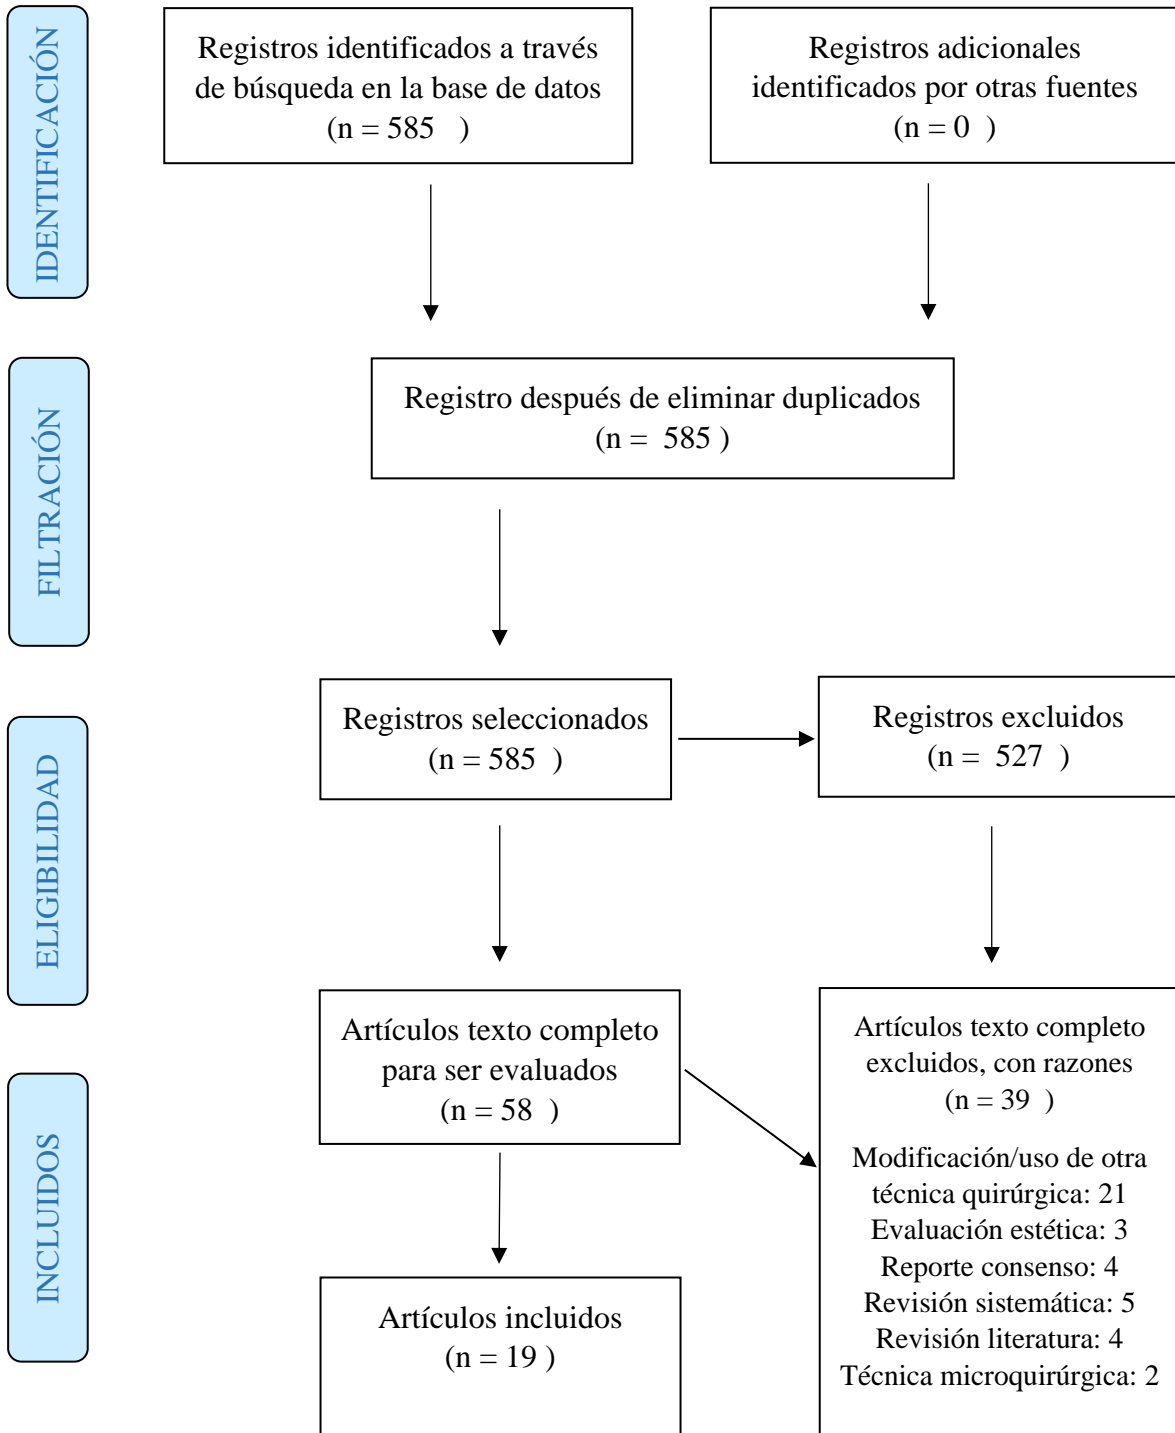 IDENTIFICACIÓN
Registros identificados a través
de búsqueda en la base de datos
(n = 585 )
Registros adicionales
identificados por otras fuentes
(n = 0 )
FILTRACIÓN
Registro después de eliminar duplicados
(n = 585 )
Registros seleccionados
(n = 585 )
Registros excluidos
(n = 527 )
ELIGIBILIDAD
Artículos texto completo
para ser evaluados
(n = 58 )
Artículos texto completo
excluidos, con razones
(n = 39 )
Modificación/uso de otra
técnica quirúrgica: 21
Evaluación estética: 3
Reporte consenso: 4
Revisión sistemática: 5
Revisión literatura: 4
Técnica microquirúrgica: 2
INCLUIDOS
Artículos incluidos
(n = 19 )